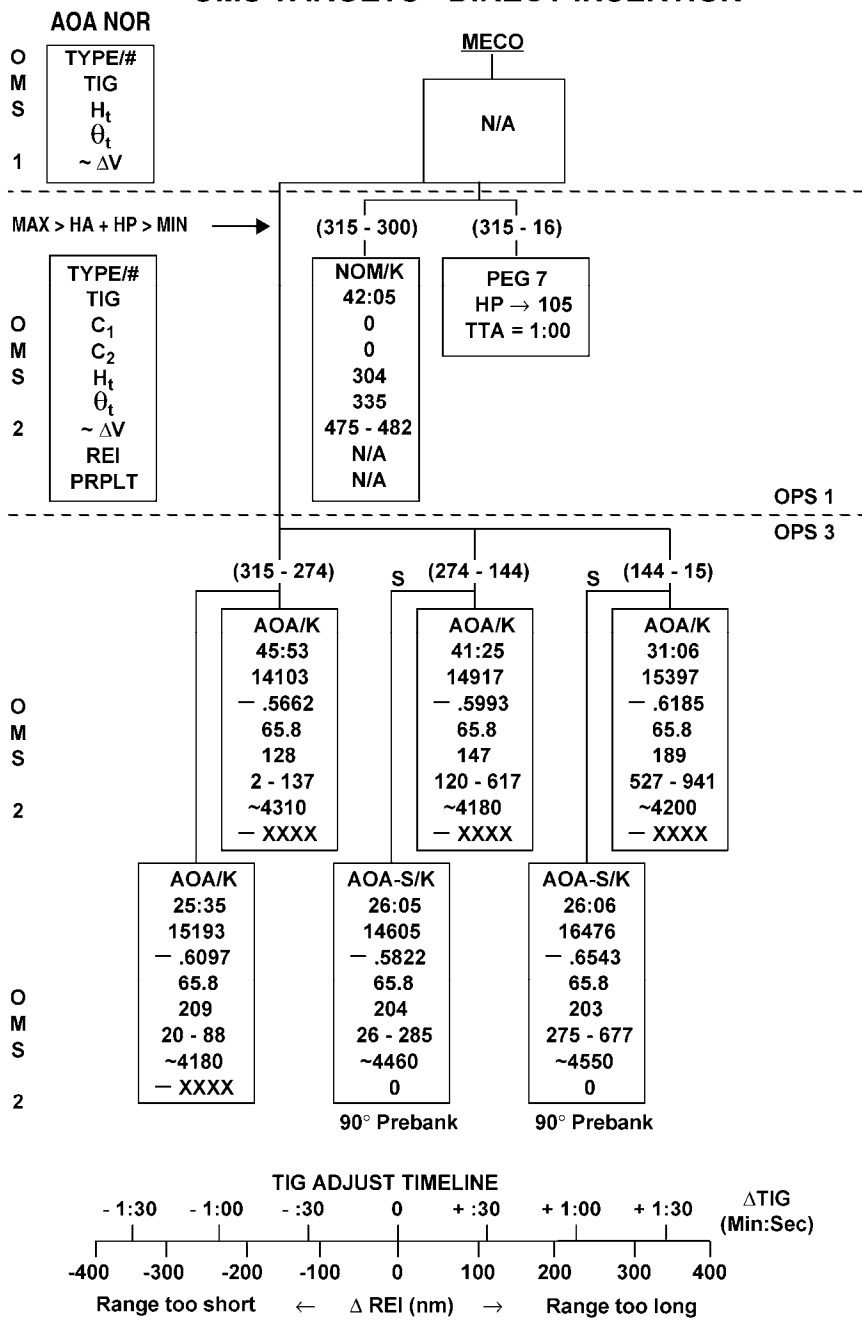 AOA NOR
MECO
O
M
S
1
TYPE/#
TIG
Ht
θt
~ ΔV
N/A
MAX > HA + HP > MIN
(315 - 300)
(315 - 16)
O
M
S
2
TYPE/#
TIG
C1
C2
Ht
θt
~ ΔV
REI
PRPLT
NOM/K
42:05
0
0
304
335
475 - 482
N/A
N/A
PEG 7
HP → 105
TTA = 1:00
OPS 1
OPS 3
(315 - 274)
S (274 - 144)
S (144 - 15)
O
M
S
2
AOA/K
45:53
14103
— .5662
65.8
128
2 - 137
~4310
— XXXX
AOA/K
41:25
14917
— .5993
65.8
147
120 - 617
~4180
— XXXX
AOA/K
31:06
15397
— .6185
65.8
189
527 - 941
~4200
— XXXX
O
M
S
2
AOA/K
25:35
15193
— .6097
65.8
209
20 - 88
~4180
— XXXX
AOA-S/K
26:05
14605
— .5822
65.8
204
26 - 285
~4460
0
90° Prebank
AOA-S/K
26:06
16476
— .6543
65.8
203
275 - 677
~4550
0
90° Prebank
TIG ADJUST TIMELINE
- 1:30 - 1:00 - :30 0 + :30 + 1:00 + 1:30
ΔTIG
(Min:Sec)
-400 -300 -200 -100 0 100 200 300 400
Range too short ← Δ REI (nm) → Range too long